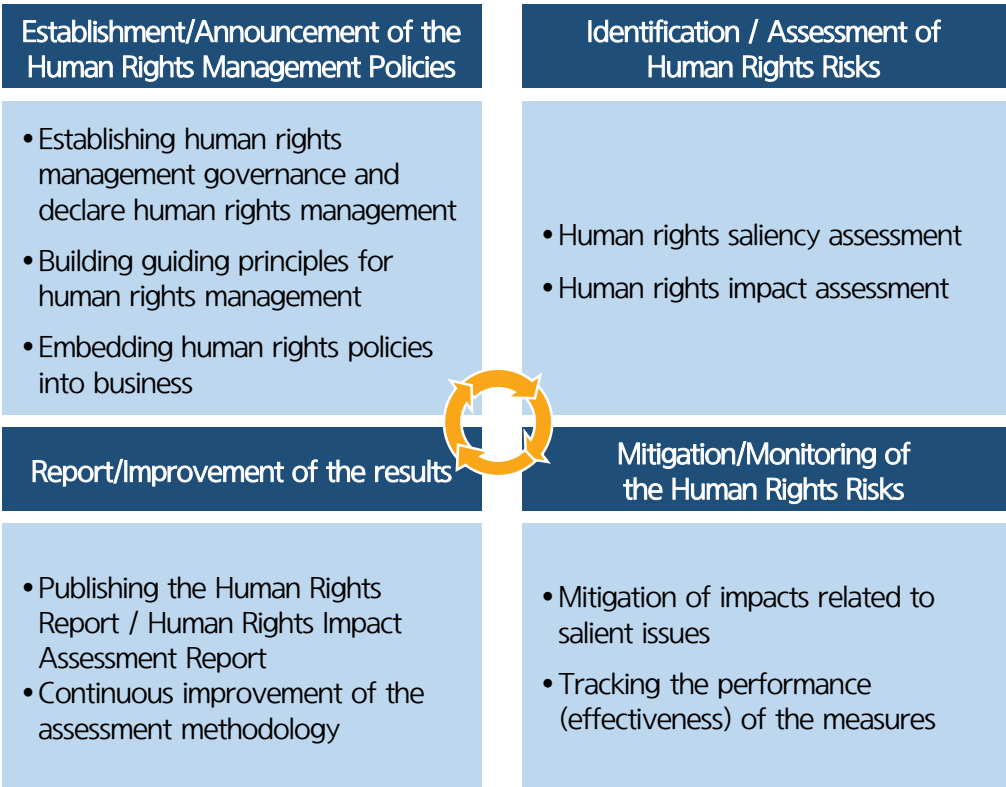 Establishment/Announcement of the
Human Rights Management Policies
• Establishing human rights
management governance and
declare human rights management
• Building guiding principles for
human rights management
• Embedding human rights policies
into business
Identification / Assessment of
Human Rights Risks
• Human rights saliency assessment
• Human rights impact assessment
Report/Improvement of the results
• Publishing the Human Rights
Report / Human Rights Impact
Assessment Report
• Continuous improvement of the
assessment methodology
Mitigation/Monitoring of
the Human Rights Risks
• Mitigation of impacts related to
salient issues
• Tracking the performance
(effectiveness) of the measures